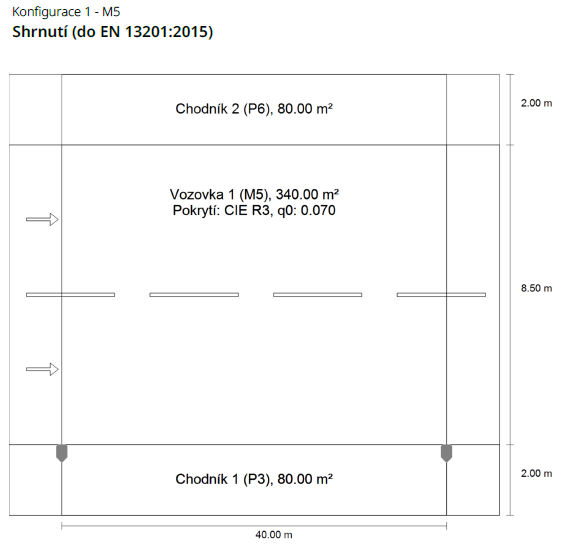 Konfigurace 1 - M5
Shrnutí (do EN 13201:2015)
Chodník 2 (P6), 80.00 m²
2.00 m
Vozovka 1 (M5), 340.00 m²
Pokrytí: CIE R3, q0: 0.070
8.50 m
Chodník 1 (P3), 80.00 m²
2.00 m
40.00 m